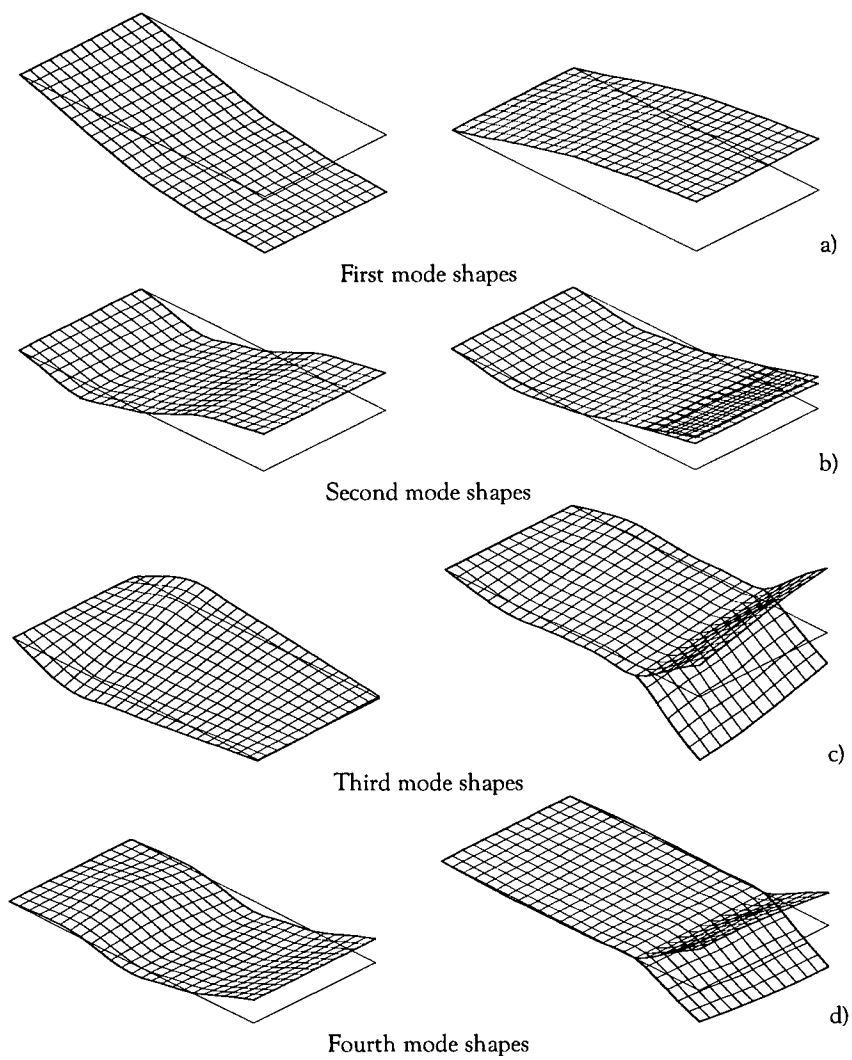 a)
First mode shapes
b)
Second mode shapes
c)
Third mode shapes
d)
Fourth mode shapes